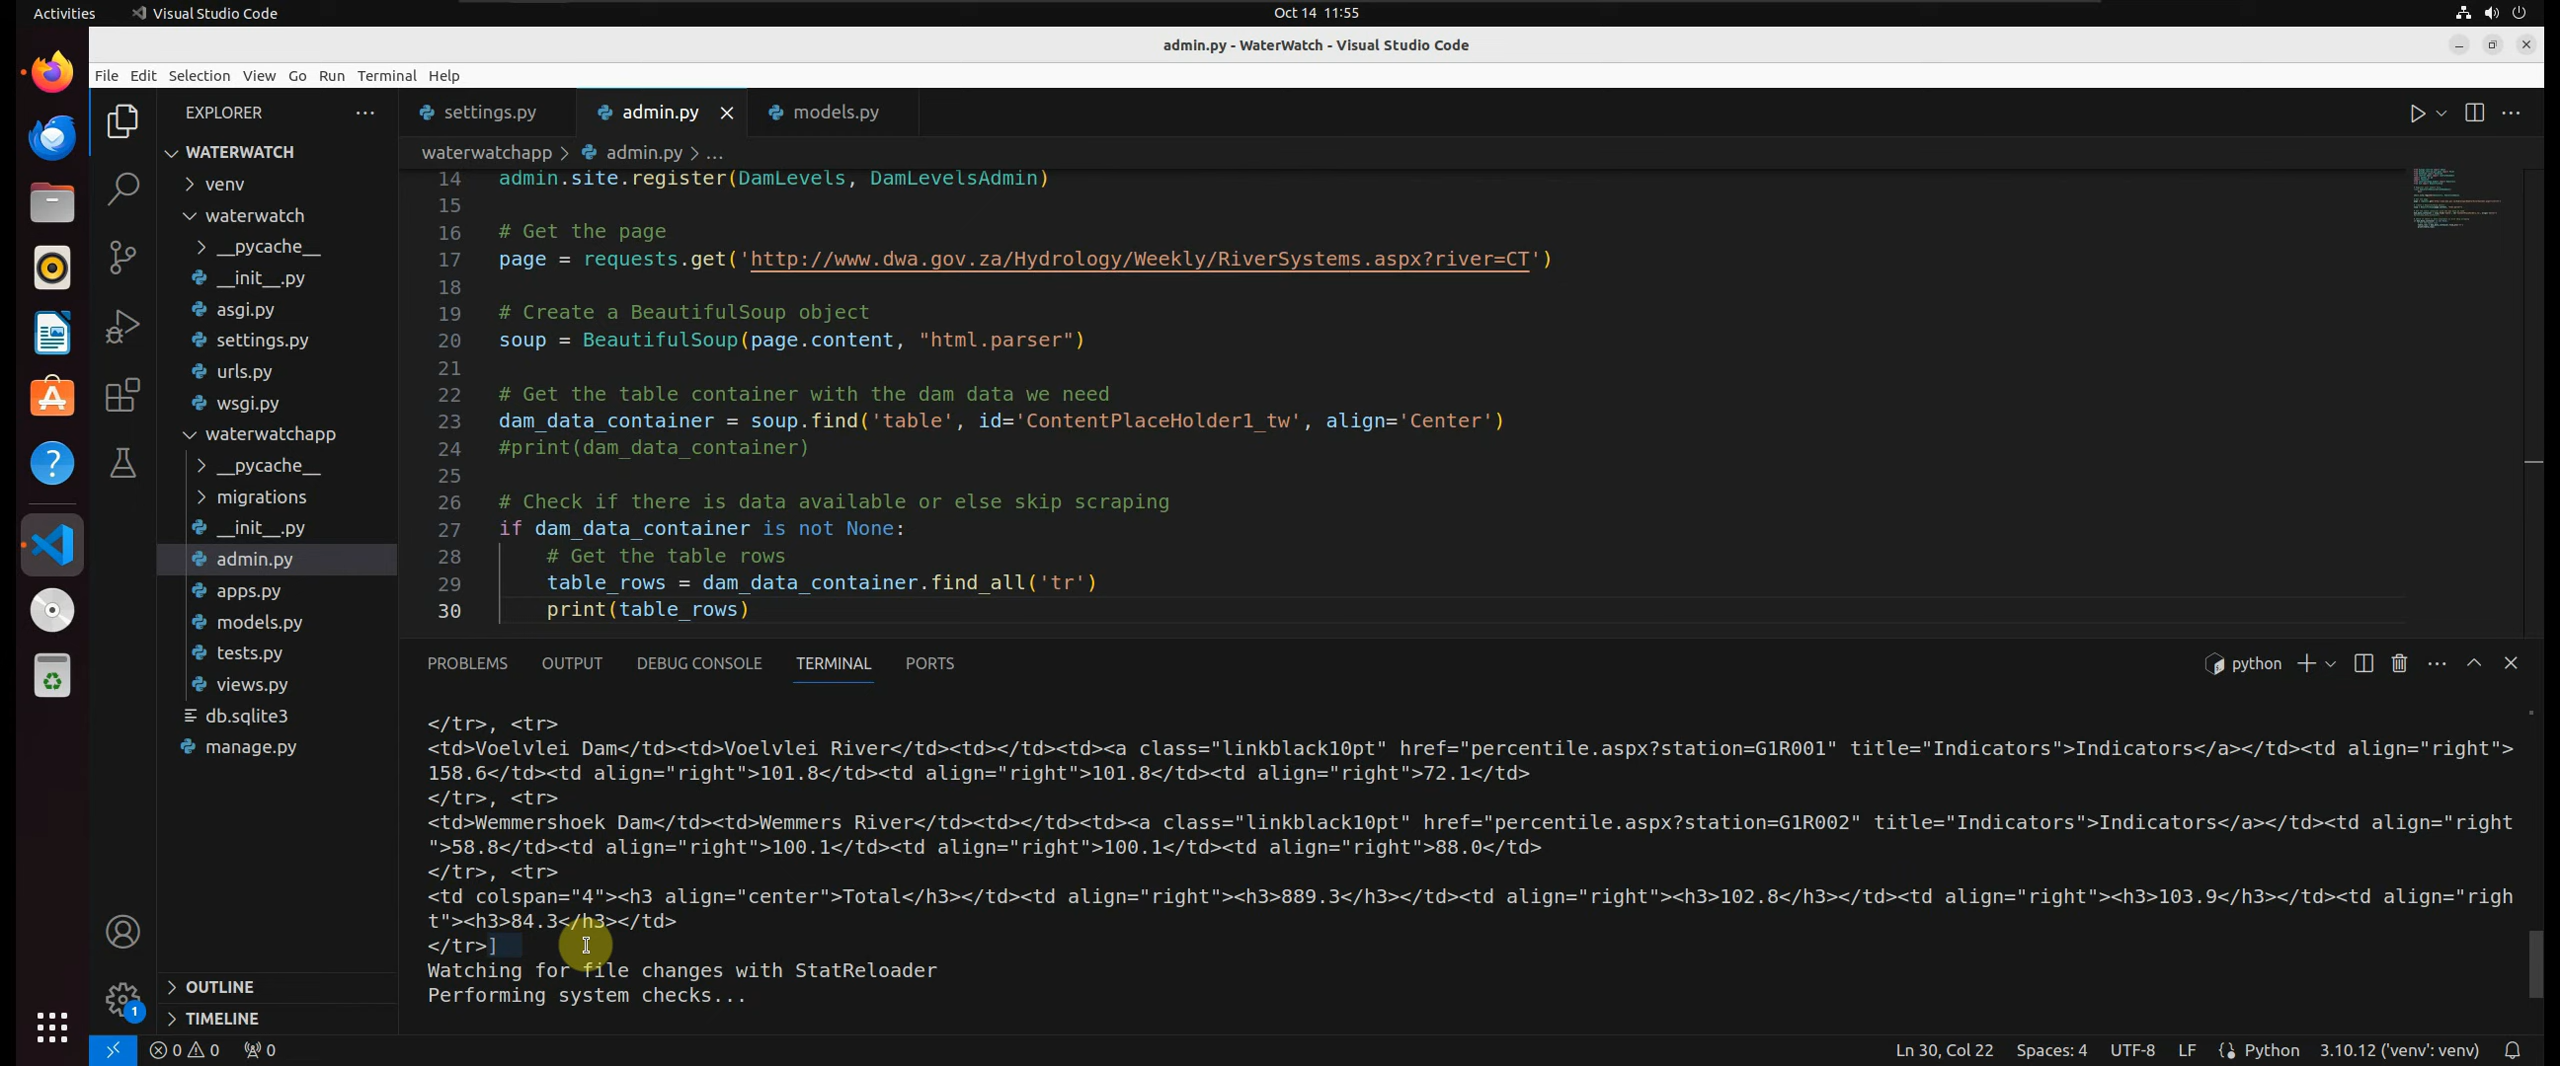 Activities
Visual Studio Code
Oct 14 11:55
admin.py - WaterWatch - Visual Studio Code
File Edit Selection View Go Run Terminal Help
EXPLORER
WATERWATCH
venv
waterwatch
__pycache__
__init__.py
asgi.py
settings.py
urls.py
wsgi.py
waterwatchapp
__pycache__
migrations
__init__.py
admin.py
apps.py
models.py
tests.py
views.py
db.sqlite3
manage.py
OUTLINE
TIMELINE
1
settings.py
admin.py
models.py
waterwatchapp > admin.py > ...
14 admin.site.register(DamLevels, DamLevelsAdmin)
15
16 # Get the page
17 page = requests.get('http://www.dwa.gov.za/Hydrology/Weekly/RiverSystems.aspx?river=CT')
18
19 # Create a BeautifulSoup object
20 soup = BeautifulSoup(page.content, "html.parser")
21
22 # Get the table container with the dam data we need
23 dam_data_container = soup.find('table', id='ContentPlaceHolder1_tw', align='Center')
24 #print(dam_data_container)
25
26 # Check if there is data available or else skip scraping
27 if dam_data_container is not None:
28     # Get the table rows
29     table_rows = dam_data_container.find_all('tr')
30     print(table_rows)
PROBLEMS OUTPUT DEBUG CONSOLE TERMINAL PORTS
python
</tr>, <tr>
<td>Voelvlei Dam</td><td>Voelvlei River</td><td></td><td><a class="linkblack10pt" href="percentile.aspx?station=G1R001" title="Indicators">Indicators</a></td><td align="right">
158.6</td><td align="right">101.8</td><td align="right">101.8</td><td align="right">72.1</td>
</tr>, <tr>
<td>Wemmershoek Dam</td><td>Wemmers River</td><td></td><td><a class="linkblack10pt" href="percentile.aspx?station=G1R002" title="Indicators">Indicators</a></td><td align="right
">58.8</td><td align="right">100.1</td><td align="right">100.1</td><td align="right">88.0</td>
</tr>, <tr>
<td colspan="4"><h3 align="center">Total</h3></td><td align="right"><h3>889.3</h3></td><td align="right"><h3>102.8</h3></td><td align="right"><h3>103.9</h3></td><td align="righ
t"><h3>84.3</h3></td>
</tr>]
Watching for file changes with StatReloader
Performing system checks...
0 0 0
Ln 30, Col 22 Spaces: 4 UTF-8 LF Python 3.10.12 ('venv': venv)